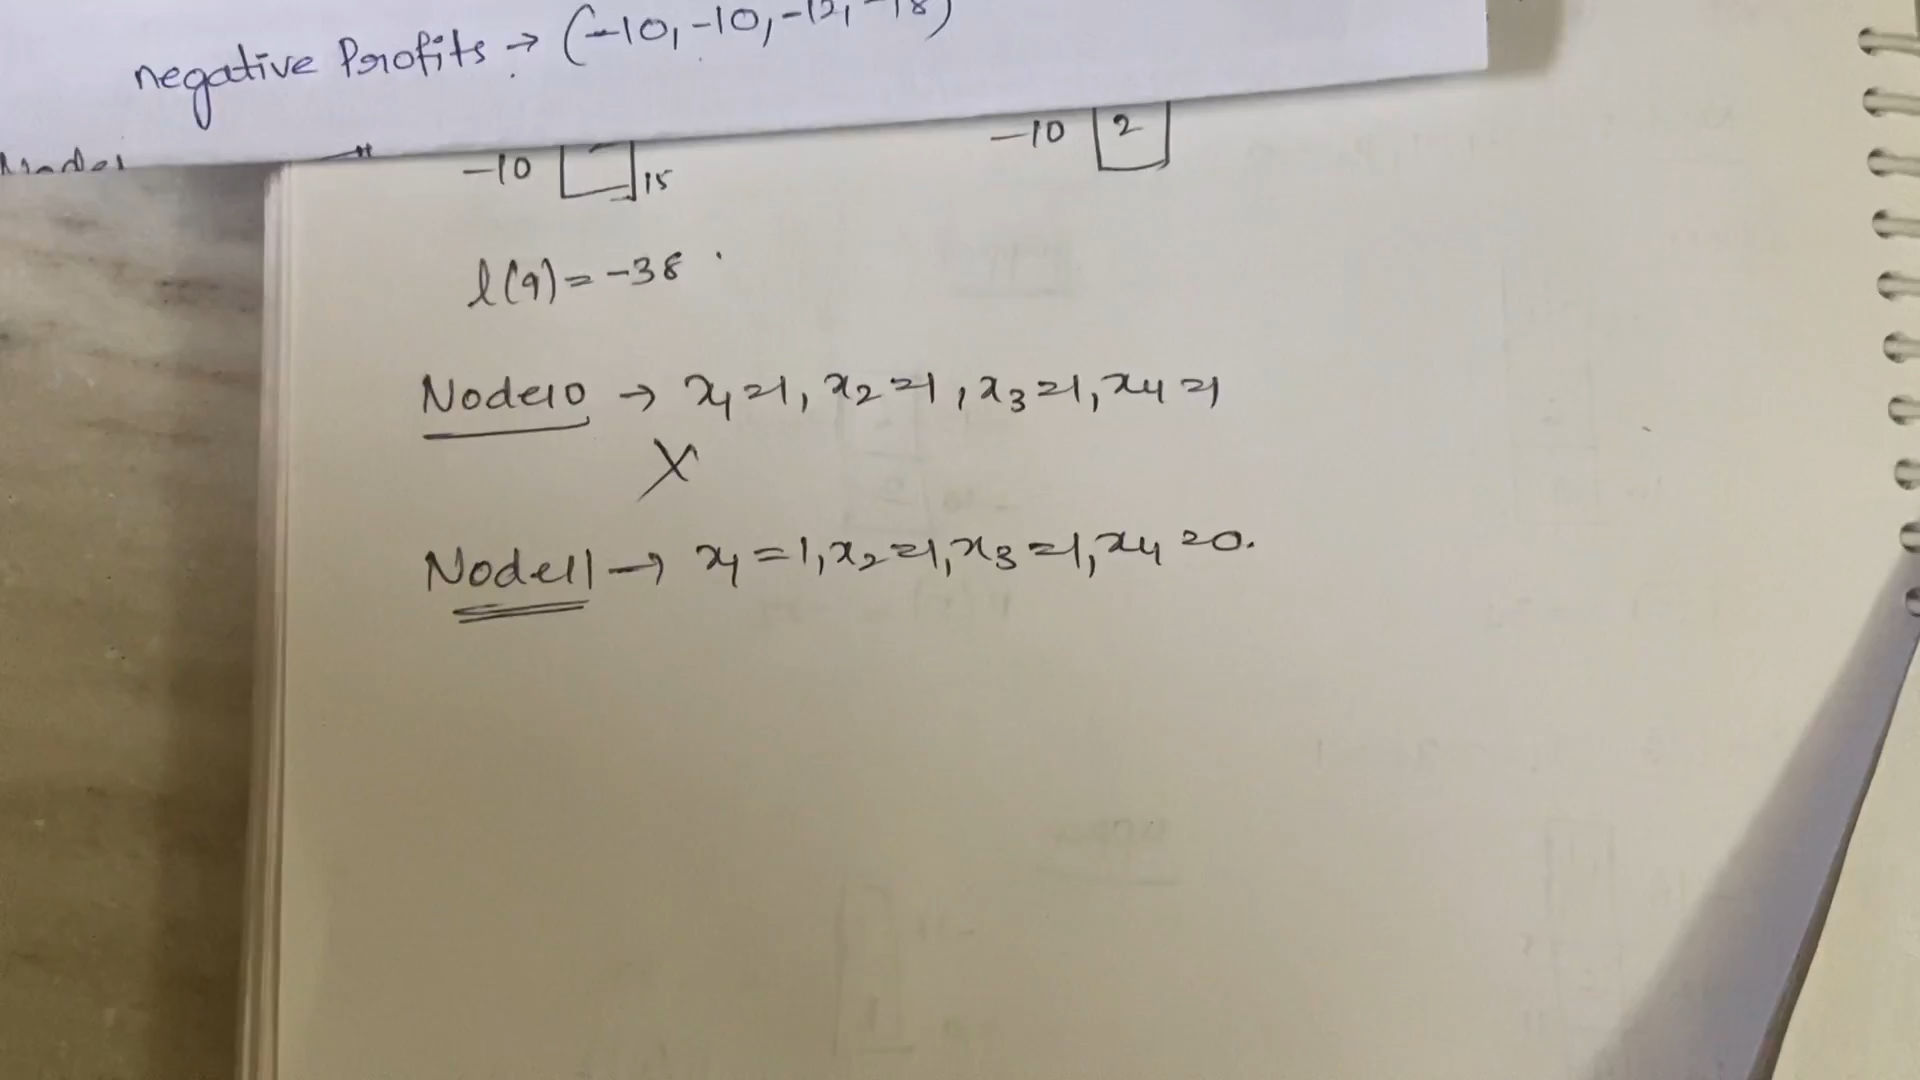 negative Profits → (-10, -10, -12, -18)
Node1
-10 15
-10 2
l(9) = -38
Node10 → x1=1, x2=1, x3=1, x4=1
X
Node11 → x1=1, x2=1, x3=1, x4=0.